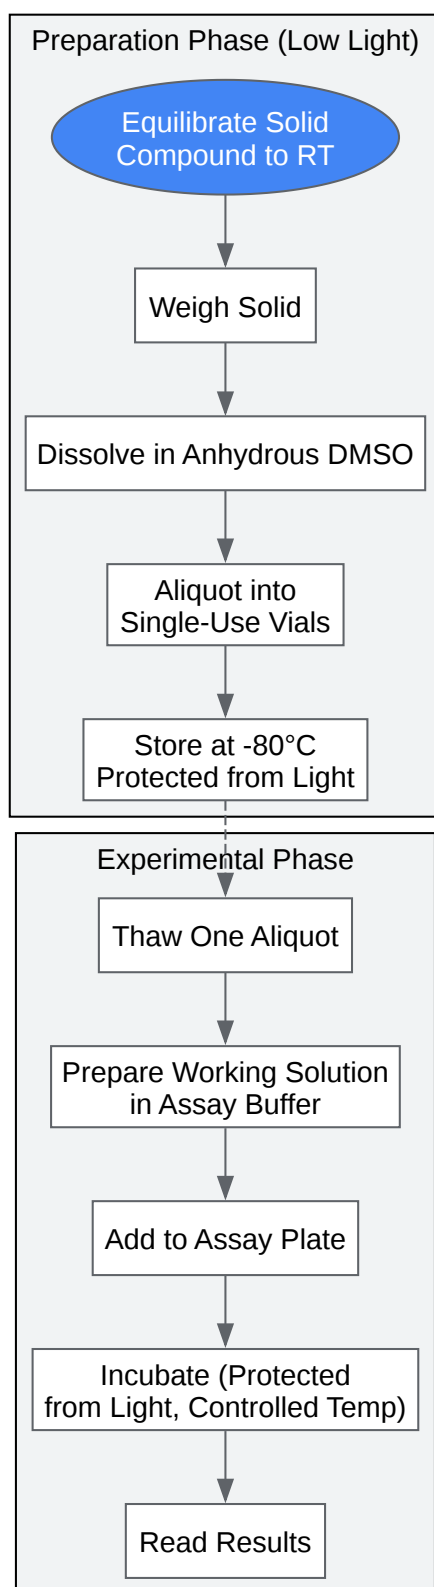 Preparation Phase (Low Light)
Equilibrate Solid
Compound to RT
Weigh Solid
Dissolve in Anhydrous DMSO
Aliquot into
Single-Use Vials
Store at -80°C
Protected from Light
Experimental Phase
Thaw One Aliquot
Prepare Working Solution
in Assay Buffer
Add to Assay Plate
Incubate (Protected
from Light, Controlled Temp)
Read Results